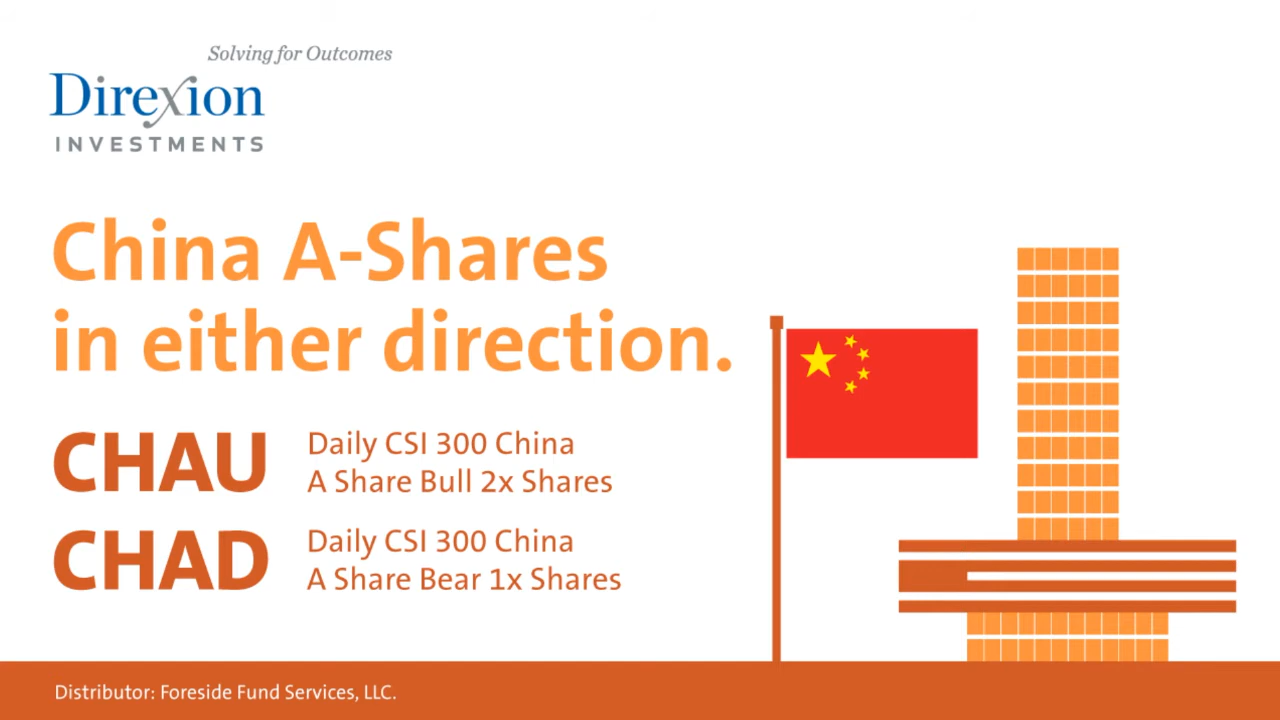 Solving for Outcomes
Direxion
INVESTMENTS
China A-Shares
in either direction.
CHAU
Daily CSI 300 China
A Share Bull 2x Shares
CHAD
Daily CSI 300 China
A Share Bear 1x Shares
Distributor: Foreside Fund Services, LLC.